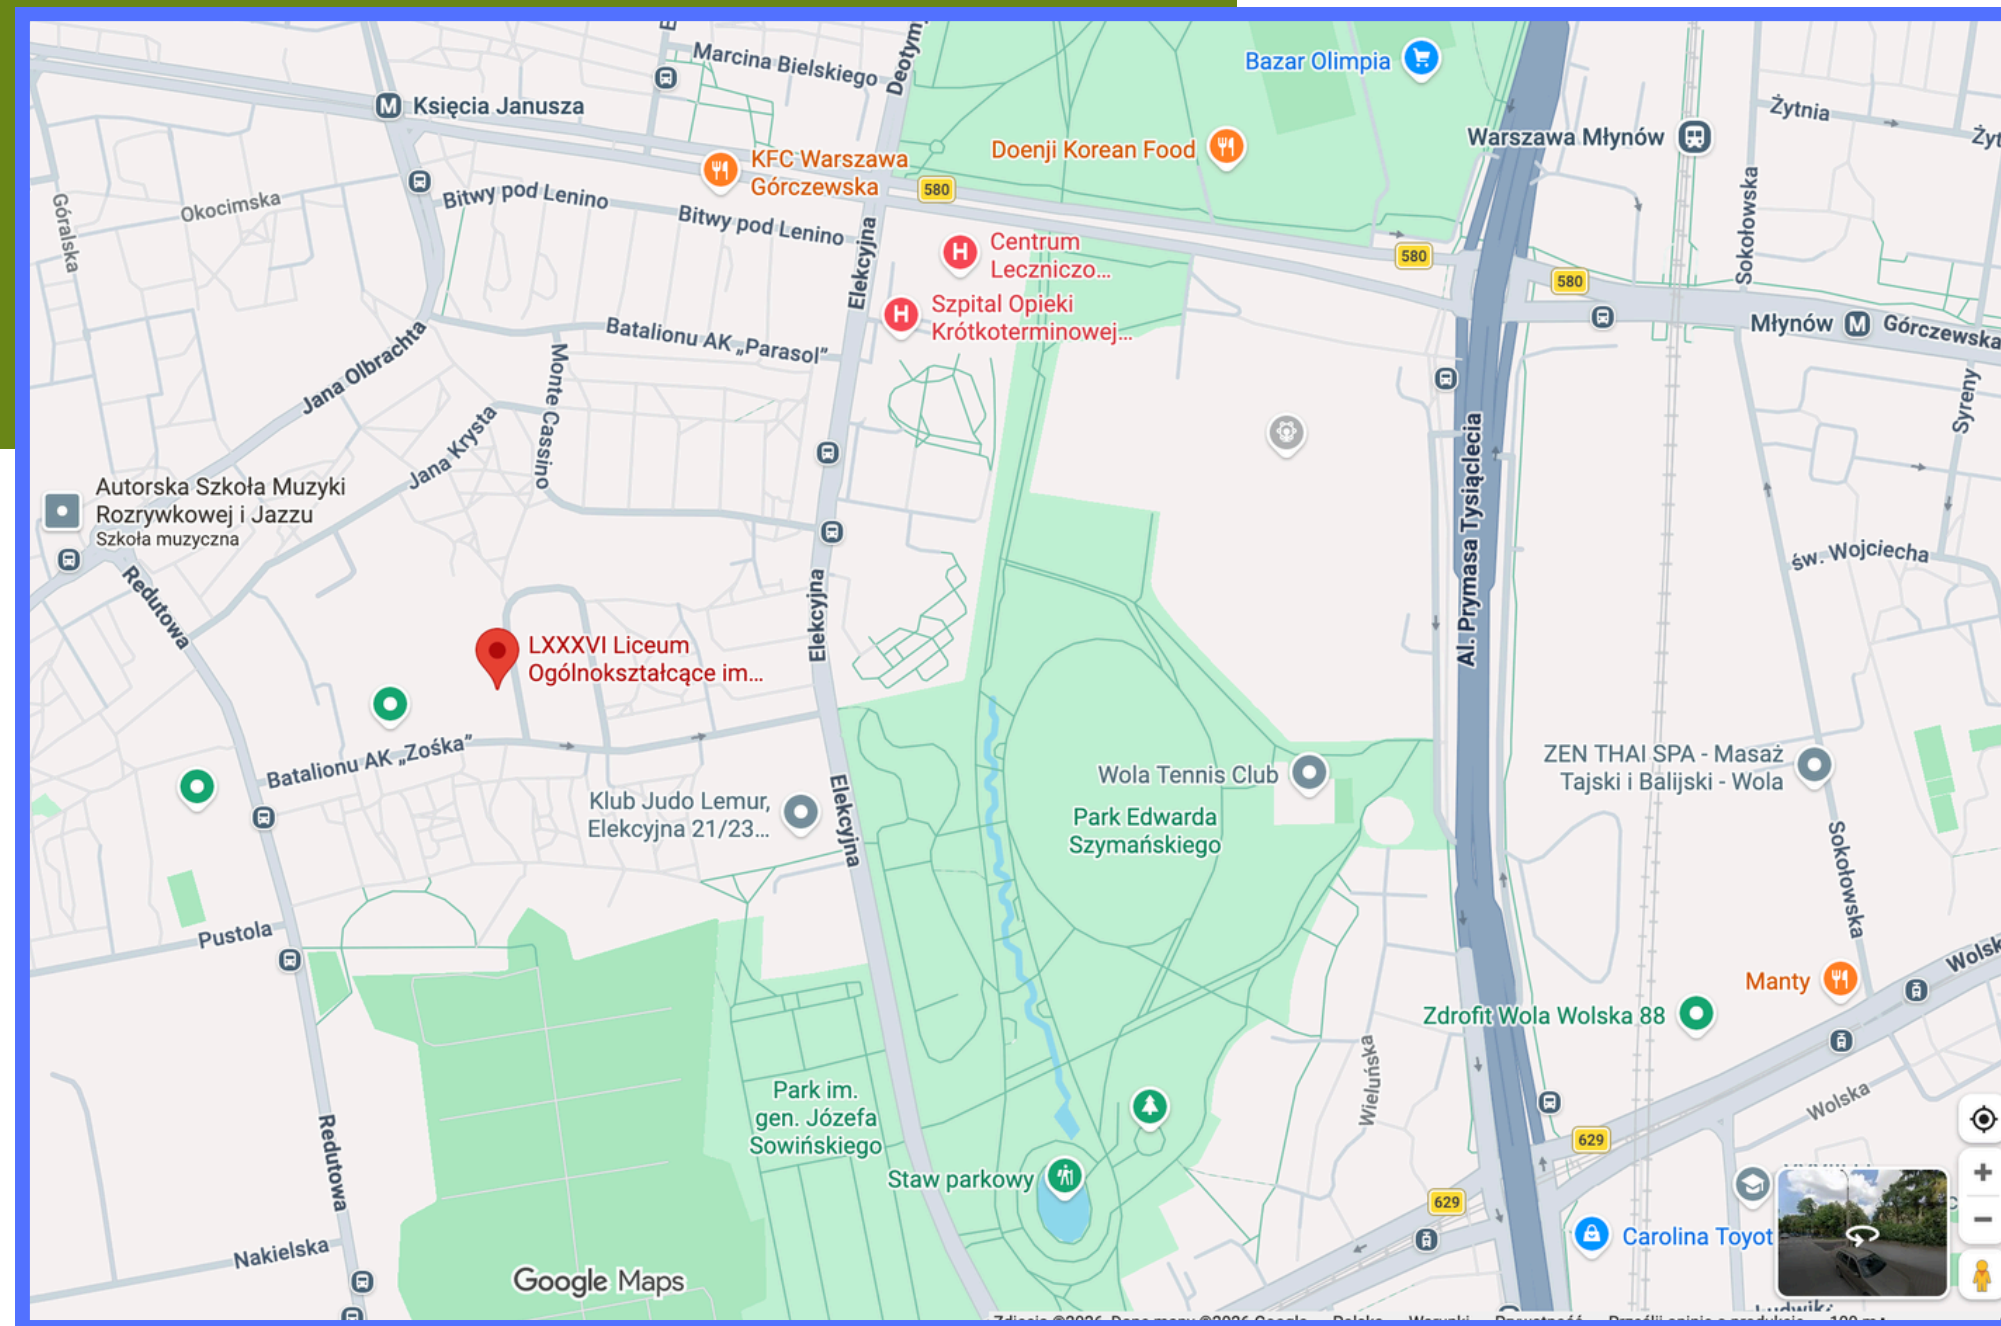 Marcina Bielskiego
Bazar Olimpia
Księcia Janusza
Żytnia
Doenji Korean Food
Warszawa Młynów
KFC Warszawa
Górczewska
580
Okocimska
Bitwy pod Lenino
Bitwy pod Lenino
Góralska
Sokołowska
Elekcyjna
Centrum
Leczniczo...
580
580
Szpital Opieki
Krótkoterminowej...
Młynów
Górczewska
Batalionu AK „Parasol”
Jana Olbrachta
Monte Cassino
Syreny
Jana Krysta
Al. Prymasa Tysiąclecia
Autorska Szkoła Muzyki
Rozrywkowej i Jazzu
Szkoła muzyczna
św. Wojciecha
Redutowa
Elekcyjna
LXXXVI Liceum
Ogólnokształcące im...
Batalionu AK „Zośka”
Wola Tennis Club
ZEN THAI SPA - Masaż
Tajski i Balijski - Wola
Klub Judo Lemur,
Elekcyjna 21/23...
Elekcyjna
Park Edwarda
Szymańskiego
Sokołowska
Pustola
Manty
Zdrofit Wola Wolska 88
Wieluńska
Wolska
Park im.
gen. Józefa
Sowińskiego
629
Redutowa
Staw parkowy
629
Nakielska
Carolina Toyot
Google Maps